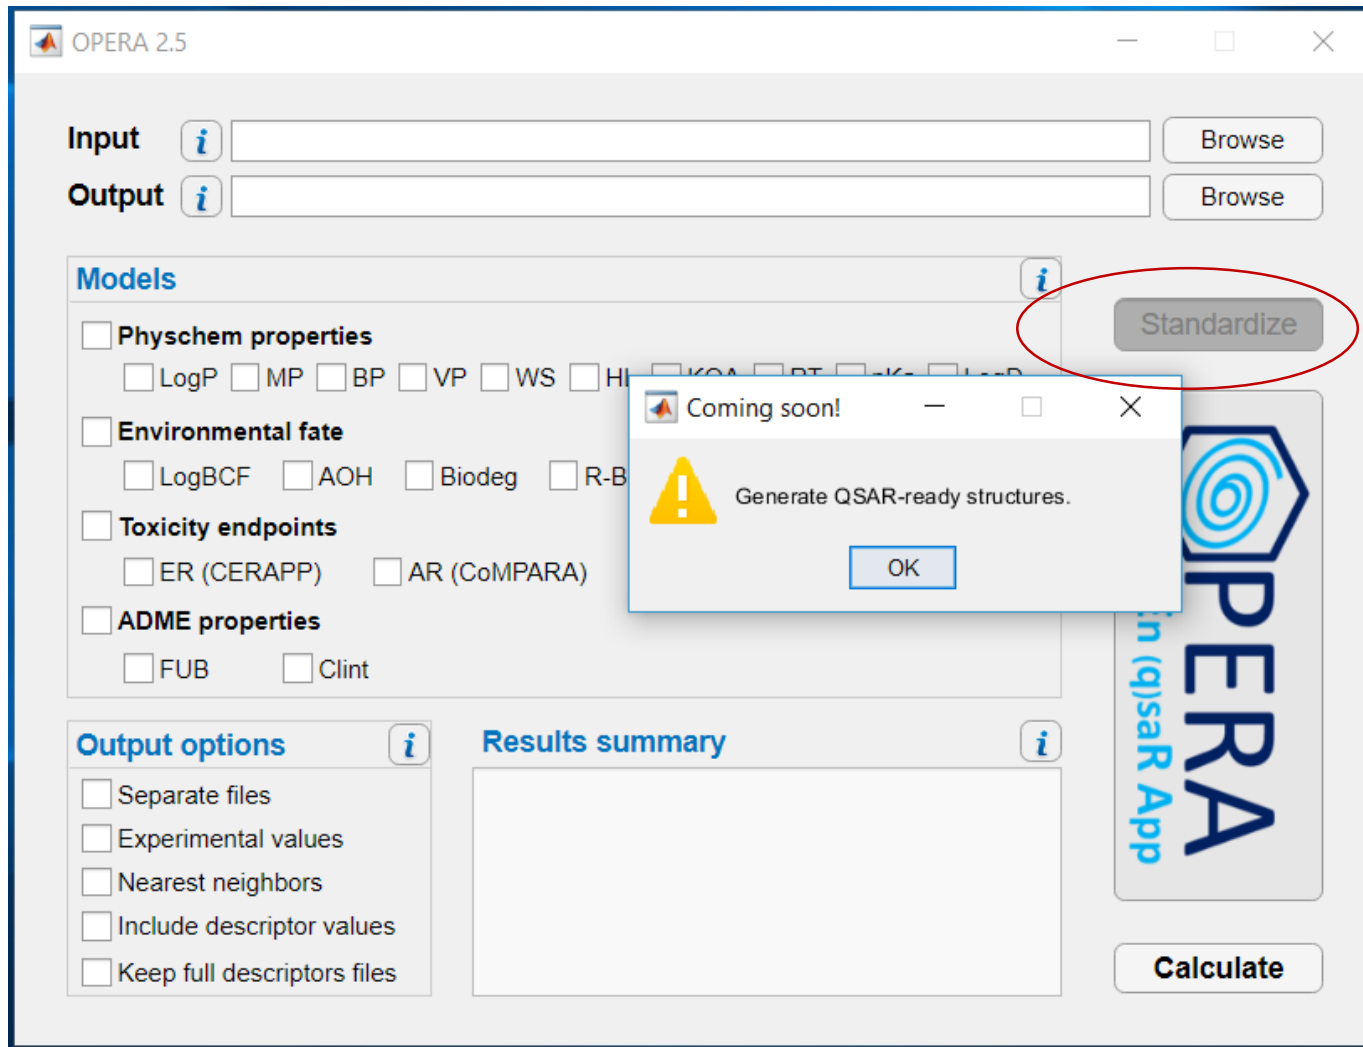 OPERA 2.5
Input i Browse
Output i Browse
Models i
Standardize
Physchem properties
LogP MP BP VP WS
Coming soon!
Generate QSAR-ready structures.
OK
Environmental fate
LogBCF AOH Biodeg R-B
Toxicity endpoints
ER (CERAPP) AR (CoMPARA)
ADME properties
FUB Clint
OPERA
(q)saR App
Output options i
Separate files
Experimental values
Nearest neighbors
Include descriptor values
Keep full descriptors files
Results summary i
Calculate